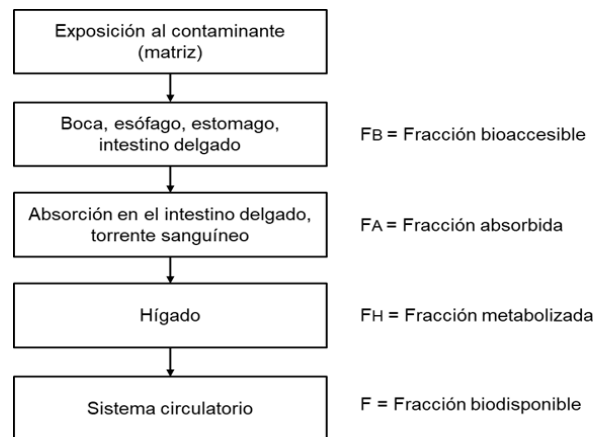 Exposición al contaminante
(matriz)
Boca, esófago, estomago,
intestino delgado
FB = Fracción bioaccesible
Absorción en el intestino delgado,
torrente sanguíneo
FA = Fracción absorbida
Hígado
FH = Fracción metabolizada
Sistema circulatorio
F = Fracción biodisponible